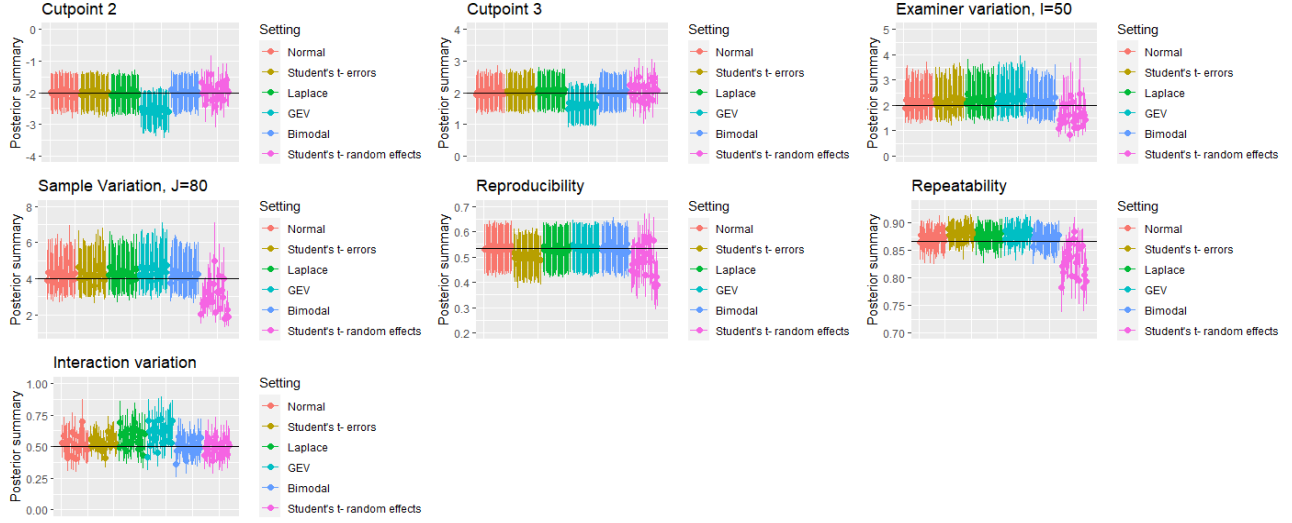 Cutpoint 2
Posterior summary
0
-1
-2
-3
-4
Setting
Normal
Student's t- errors
Laplace
GEV
Bimodal
Student's t- random effects
Cutpoint 3
Posterior summary
4
3
2
1
0
Setting
Normal
Student's t- errors
Laplace
GEV
Bimodal
Student's t- random effects
Examiner variation, I=50
Posterior summary
5
4
3
2
1
0
Setting
Normal
Student's t- errors
Laplace
GEV
Bimodal
Student's t- random effects
Sample Variation, J=80
Posterior summary
8
6
4
2
Setting
Normal
Student's t- errors
Laplace
GEV
Bimodal
Student's t- random effects
Reproducibility
Posterior summary
0.7
0.6
0.5
0.4
0.3
0.2
Setting
Normal
Student's t- errors
Laplace
GEV
Bimodal
Student's t- random effects
Repeatability
Posterior summary
0.90
0.85
0.80
0.75
0.70
Setting
Normal
Student's t- errors
Laplace
GEV
Bimodal
Student's t- random effects
Interaction variation
Posterior summary
1.00
0.75
0.50
0.25
0.00
Setting
Normal
Student's t- errors
Laplace
GEV
Bimodal
Student's t- random effects